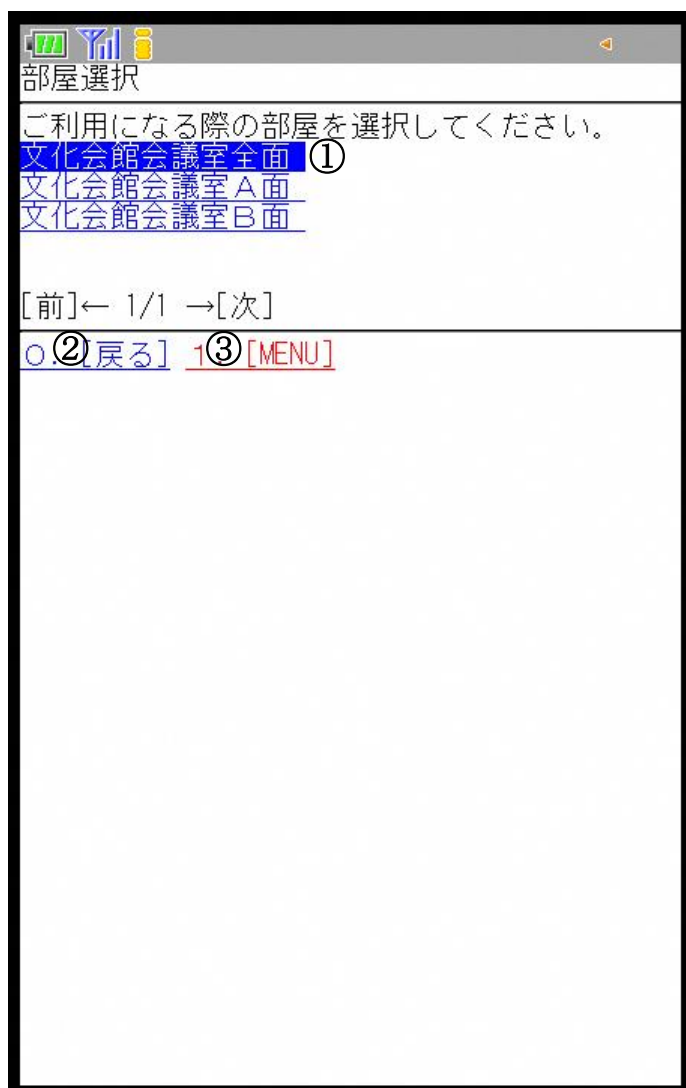 部屋選択
ご利用になる際の部屋を選択してください。
文化会館会議室全面 ①
文化会館会議室A面
文化会館会議室B面
[前]← 1/1 →[次]
0.②[戻る] 1③[MENU]